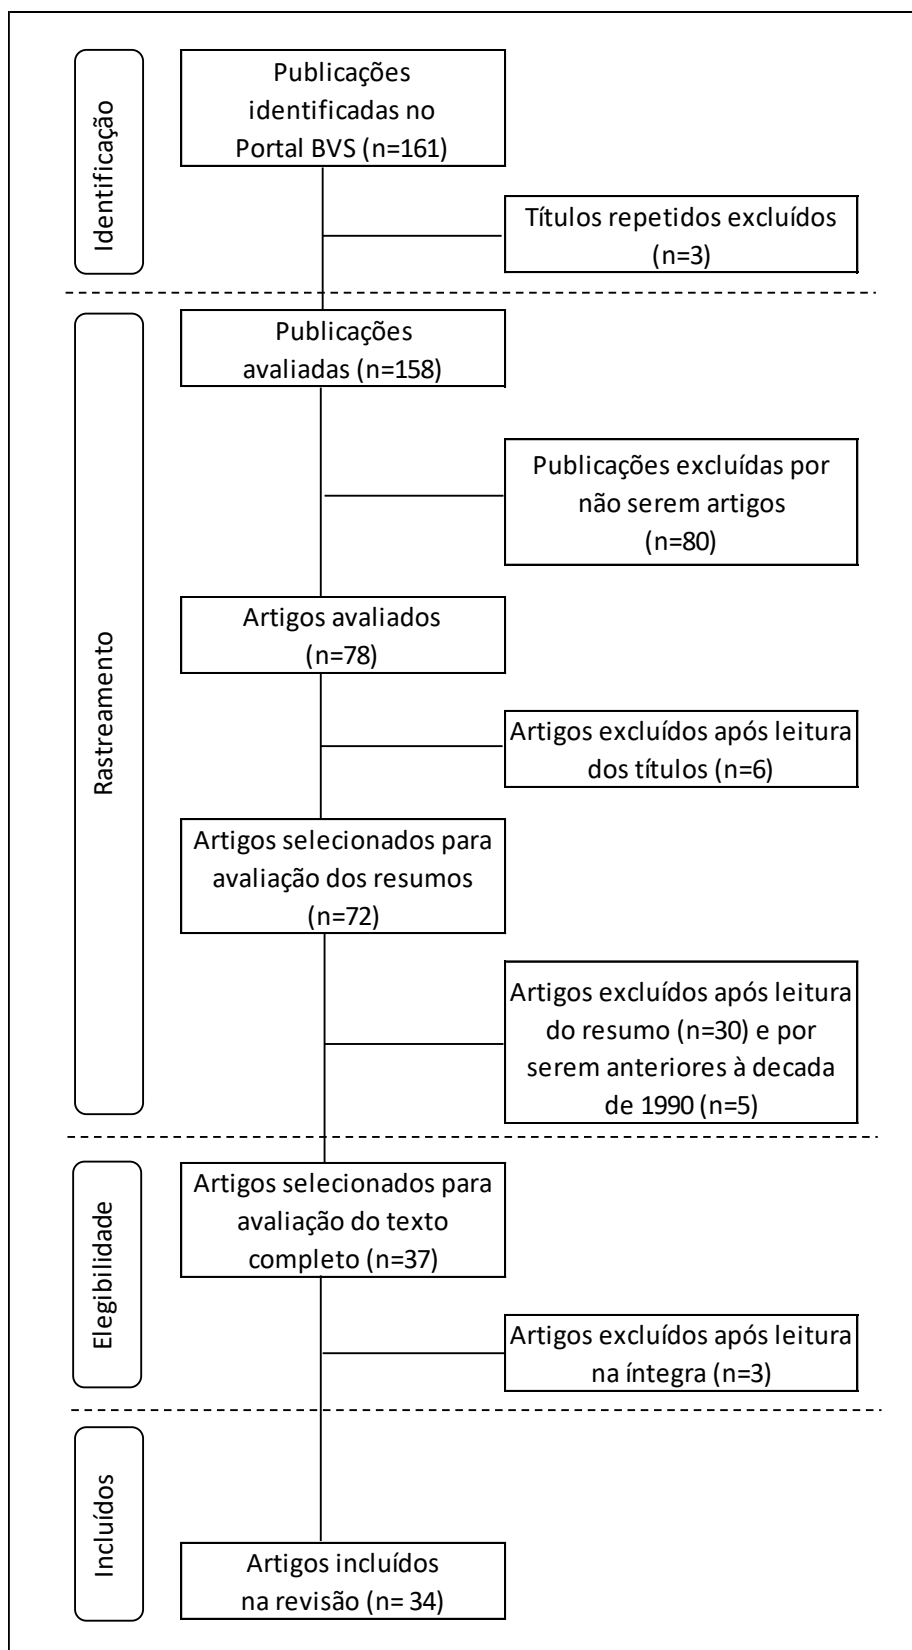 Identificação
Publicações
identificadas no
Portal BVS (n=161)
Títulos repetidos excluídos
(n=3)
Rastreamento
Publicações
avaliadas (n=158)
Publicações excluídas por
não serem artigos
(n=80)
Artigos avaliados
(n=78)
Artigos excluídos após leitura
dos títulos (n=6)
Artigos selecionados para
avaliação dos resumos
(n=72)
Artigos excluídos após leitura
do resumo (n=30) e por
serem anteriores à decada
de 1990 (n=5)
Elegibilidade
Artigos selecionados para
avaliação do texto
completo (n=37)
Artigos excluídos após leitura
na íntegra (n=3)
Incluídos
Artigos incluídos
na revisão (n= 34)